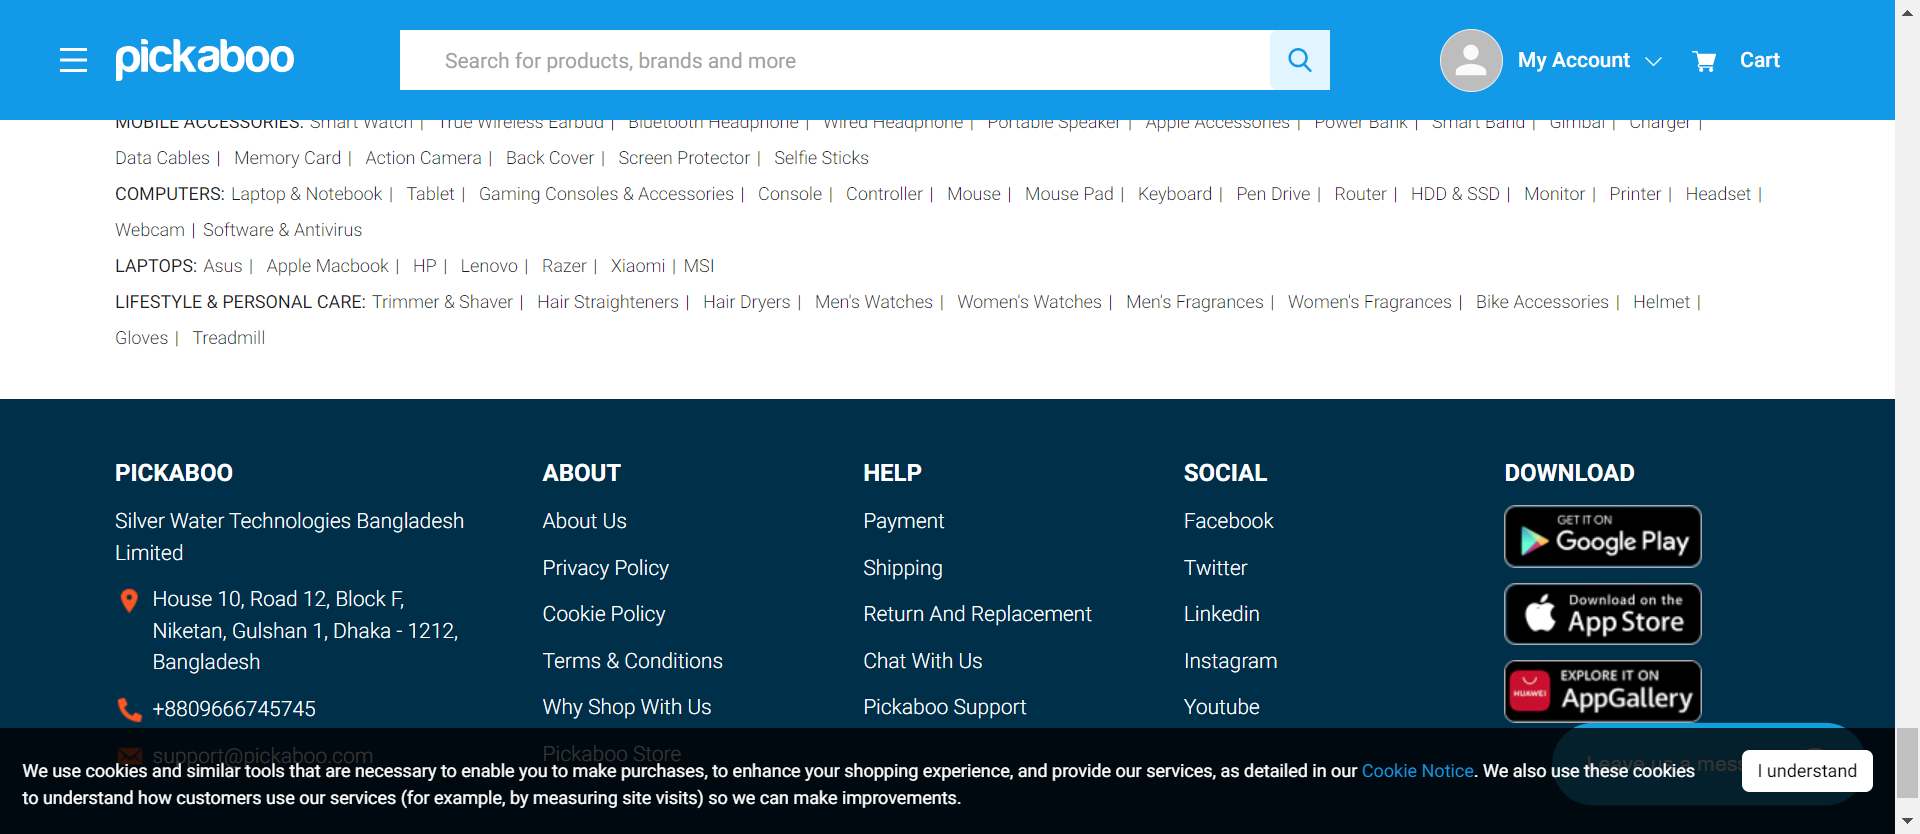 pickaboo
Search for products, brands and more
My Account
Cart
MOBILE ACCESSORIES: Smart Watch | True Wireless Earbud | Bluetooth Headphone | Wired Headphone | Portable Speaker | Apple Accessories | Power Bank | Smart Band | Gimbal | Charger |
Data Cables | Memory Card | Action Camera | Back Cover | Screen Protector | Selfie Sticks
COMPUTERS: Laptop & Notebook | Tablet | Gaming Consoles & Accessories | Console | Controller | Mouse | Mouse Pad | Keyboard | Pen Drive | Router | HDD & SSD | Monitor | Printer | Headset |
Webcam | Software & Antivirus
LAPTOPS: Asus | Apple Macbook | HP | Lenovo | Razer | Xiaomi | MSI
LIFESTYLE & PERSONAL CARE: Trimmer & Shaver | Hair Straighteners | Hair Dryers | Men's Watches | Women's Watches | Men's Fragrances | Women's Fragrances | Bike Accessories | Helmet |
Gloves | Treadmill
PICKABOO
Silver Water Technologies Bangladesh
Limited
House 10, Road 12, Block F,
Niketan, Gulshan 1, Dhaka - 1212,
Bangladesh
+8809666745745
support@pickaboo.com
ABOUT
About Us
Privacy Policy
Cookie Policy
Terms & Conditions
Why Shop With Us
Pickaboo Store
HELP
Payment
Shipping
Return And Replacement
Chat With Us
Pickaboo Support
SOCIAL
Facebook
Twitter
Linkedin
Instagram
Youtube
DOWNLOAD
GET IT ON
Google Play
Download on the
App Store
HUAWEI
EXPLORE IT ON
AppGallery
We use cookies and similar tools that are necessary to enable you to make purchases, to enhance your shopping experience, and provide our services, as detailed in our Cookie Notice. We also use these cookies
to understand how customers use our services (for example, by measuring site visits) so we can make improvements.
I understand